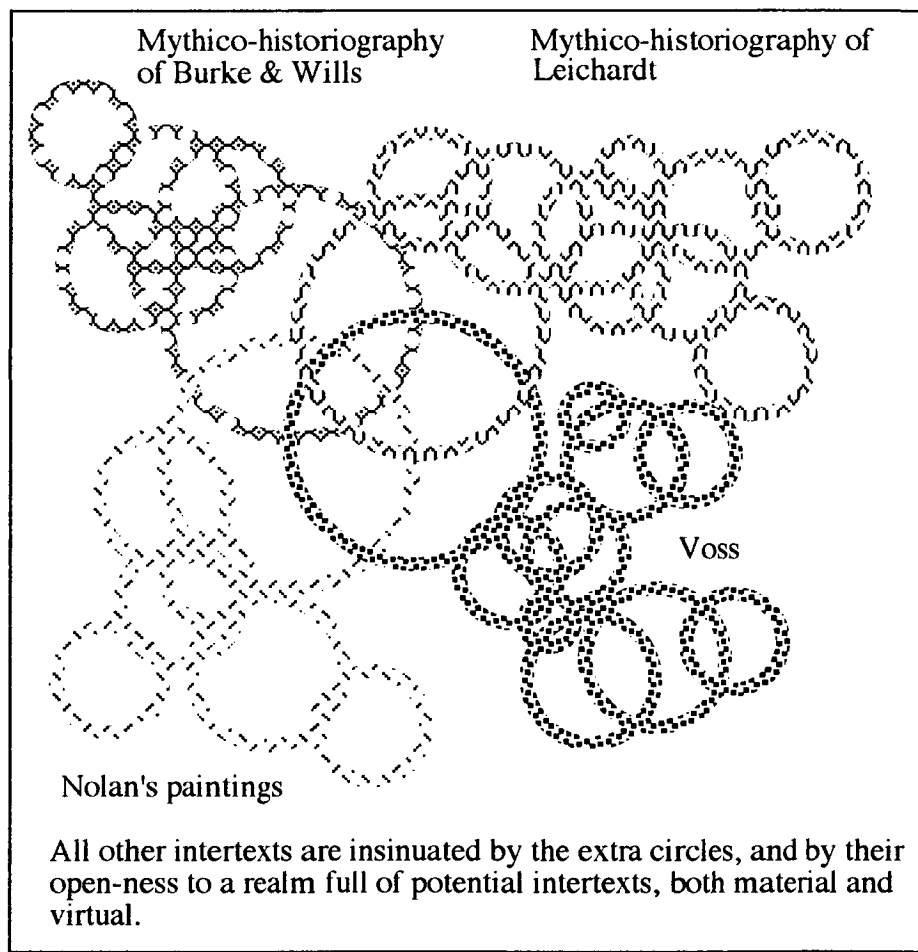 Mythico-historiography
of Burke & Wills
Mythico-historiography of
Leichardt
Voss
Nolan's paintings
All other intertexts are insinuated by the extra circles, and by their
open-ness to a realm full of potential intertexts, both material and
virtual.